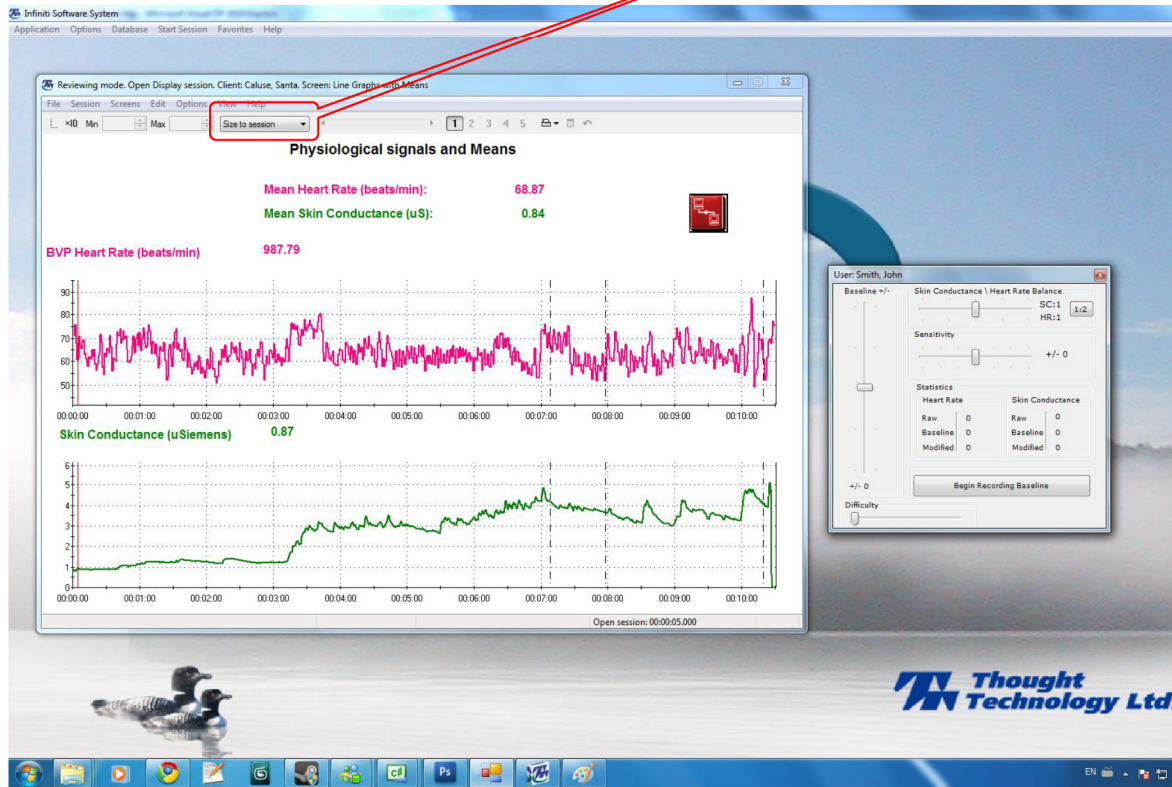 Infiniti Software System
Application Options Database Start Session Favorites Help
Reviewing mode. Open Display session. Client: Caluse, Santa. Screen: Line Graphs with Means
File Session Screens Edit Options View Help
×10 Min Max Size to session 1 2 3 4 5
Physiological signals and Means
Mean Heart Rate (beats/min): 68.87
Mean Skin Conductance (uS): 0.84
BVP Heart Rate (beats/min) 987.79
90
80
70
60
50
00:00:00 00:01:00 00:02:00 00:03:00 00:04:00 00:05:00 00:06:00 00:07:00 00:08:00 00:09:00 00:10:00
Skin Conductance (uSiemens) 0.87
6
5
4
3
2
1
0
00:00:00 00:01:00 00:02:00 00:03:00 00:04:00 00:05:00 00:06:00 00:07:00 00:08:00 00:09:00 00:10:00
Open session: 00:00:05.000
User: Smith, John
Baseline +/- Skin Conductance \ Heart Rate Balance
SC:1
HR:1 1:2
Sensitivity
+/- 0
Statistics
Heart Rate Skin Conductance
Raw 0 Raw 0
Baseline 0 Baseline 0
Modified 0 Modified 0
+/- 0 Begin Recording Baseline
Difficulty
Thought
Technology Ltd.
C# Ps
EN